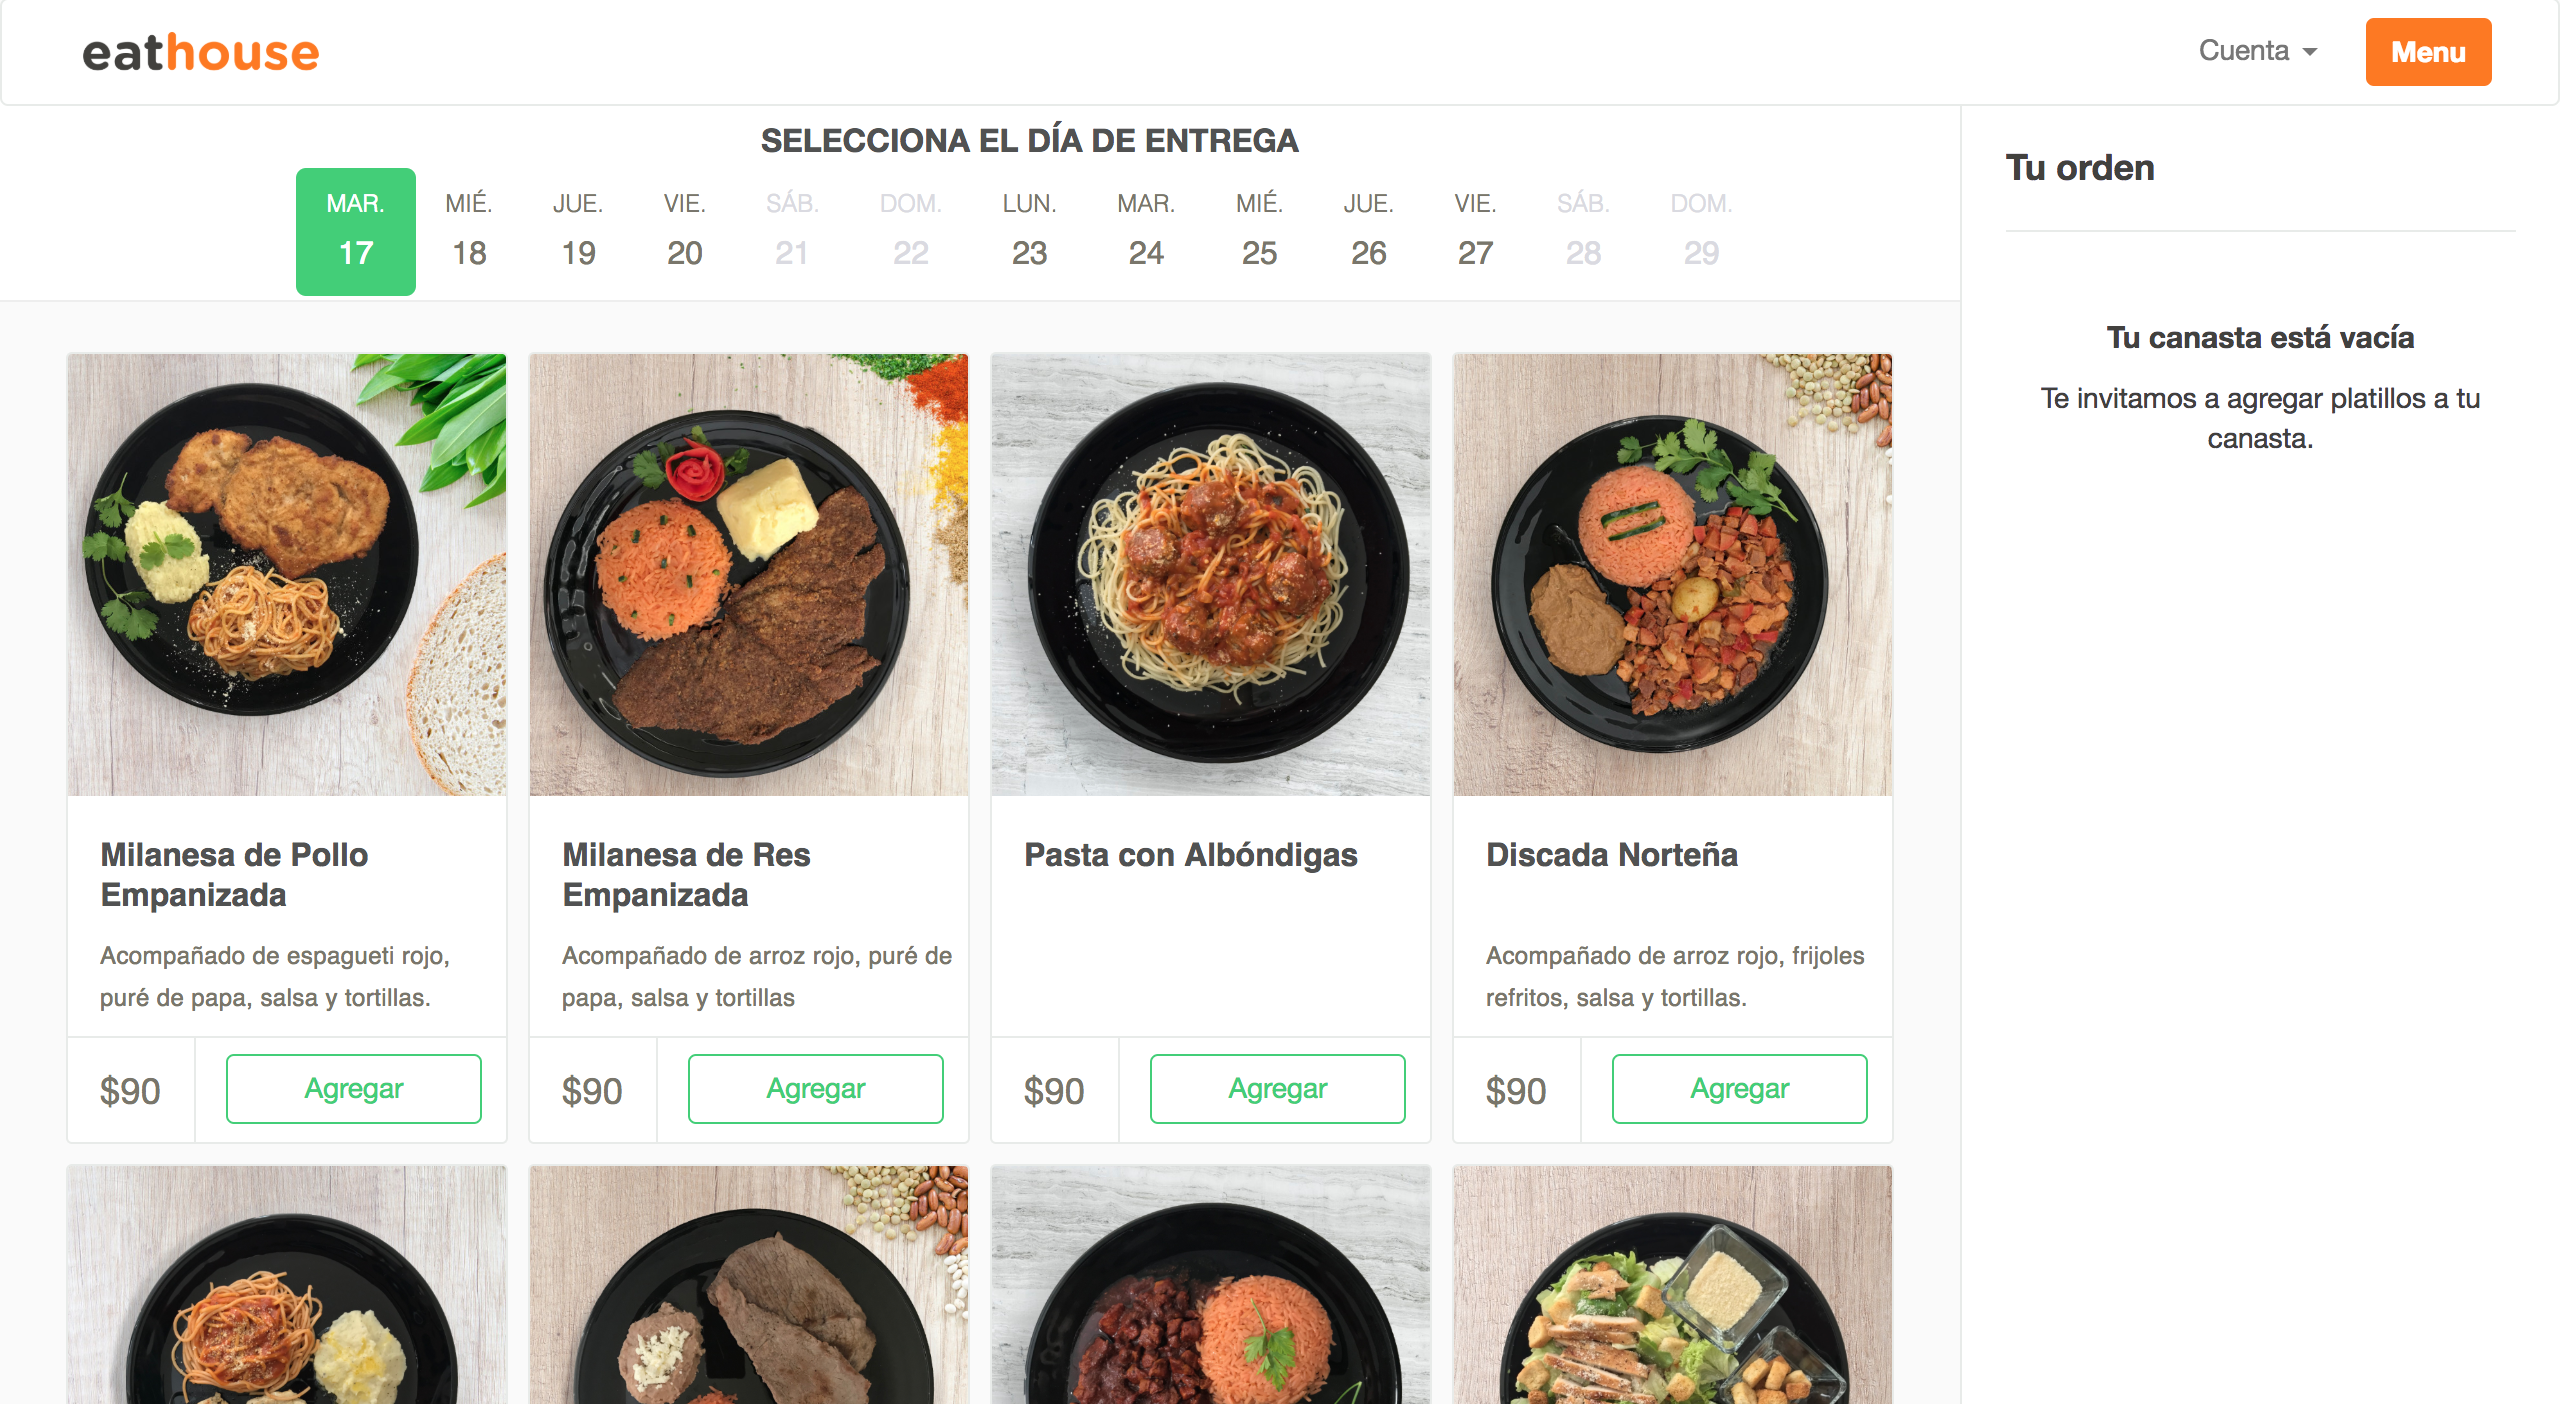 eathouse
Cuenta
Menu
SELECCIONA EL DÍA DE ENTREGA
MAR. MIÉ. JUE. VIE. SÁB. DOM. LUN. MAR. MIÉ. JUE. VIE. SÁB. DOM.
17 18 19 20 21 22 23 24 25 26 27 28 29
Tu orden
Tu canasta está vacía
Te invitamos a agregar platillos a tu
canasta.
Milanesa de Pollo
Empanizada
Acompañado de espagueti rojo,
puré de papa, salsa y tortillas.
$90
Agregar
Milanesa de Res
Empanizada
Acompañado de arroz rojo, puré de
papa, salsa y tortillas
$90
Agregar
Pasta con Albóndigas
$90
Agregar
Discada Norteña
Acompañado de arroz rojo, frijoles
refritos, salsa y tortillas.
$90
Agregar